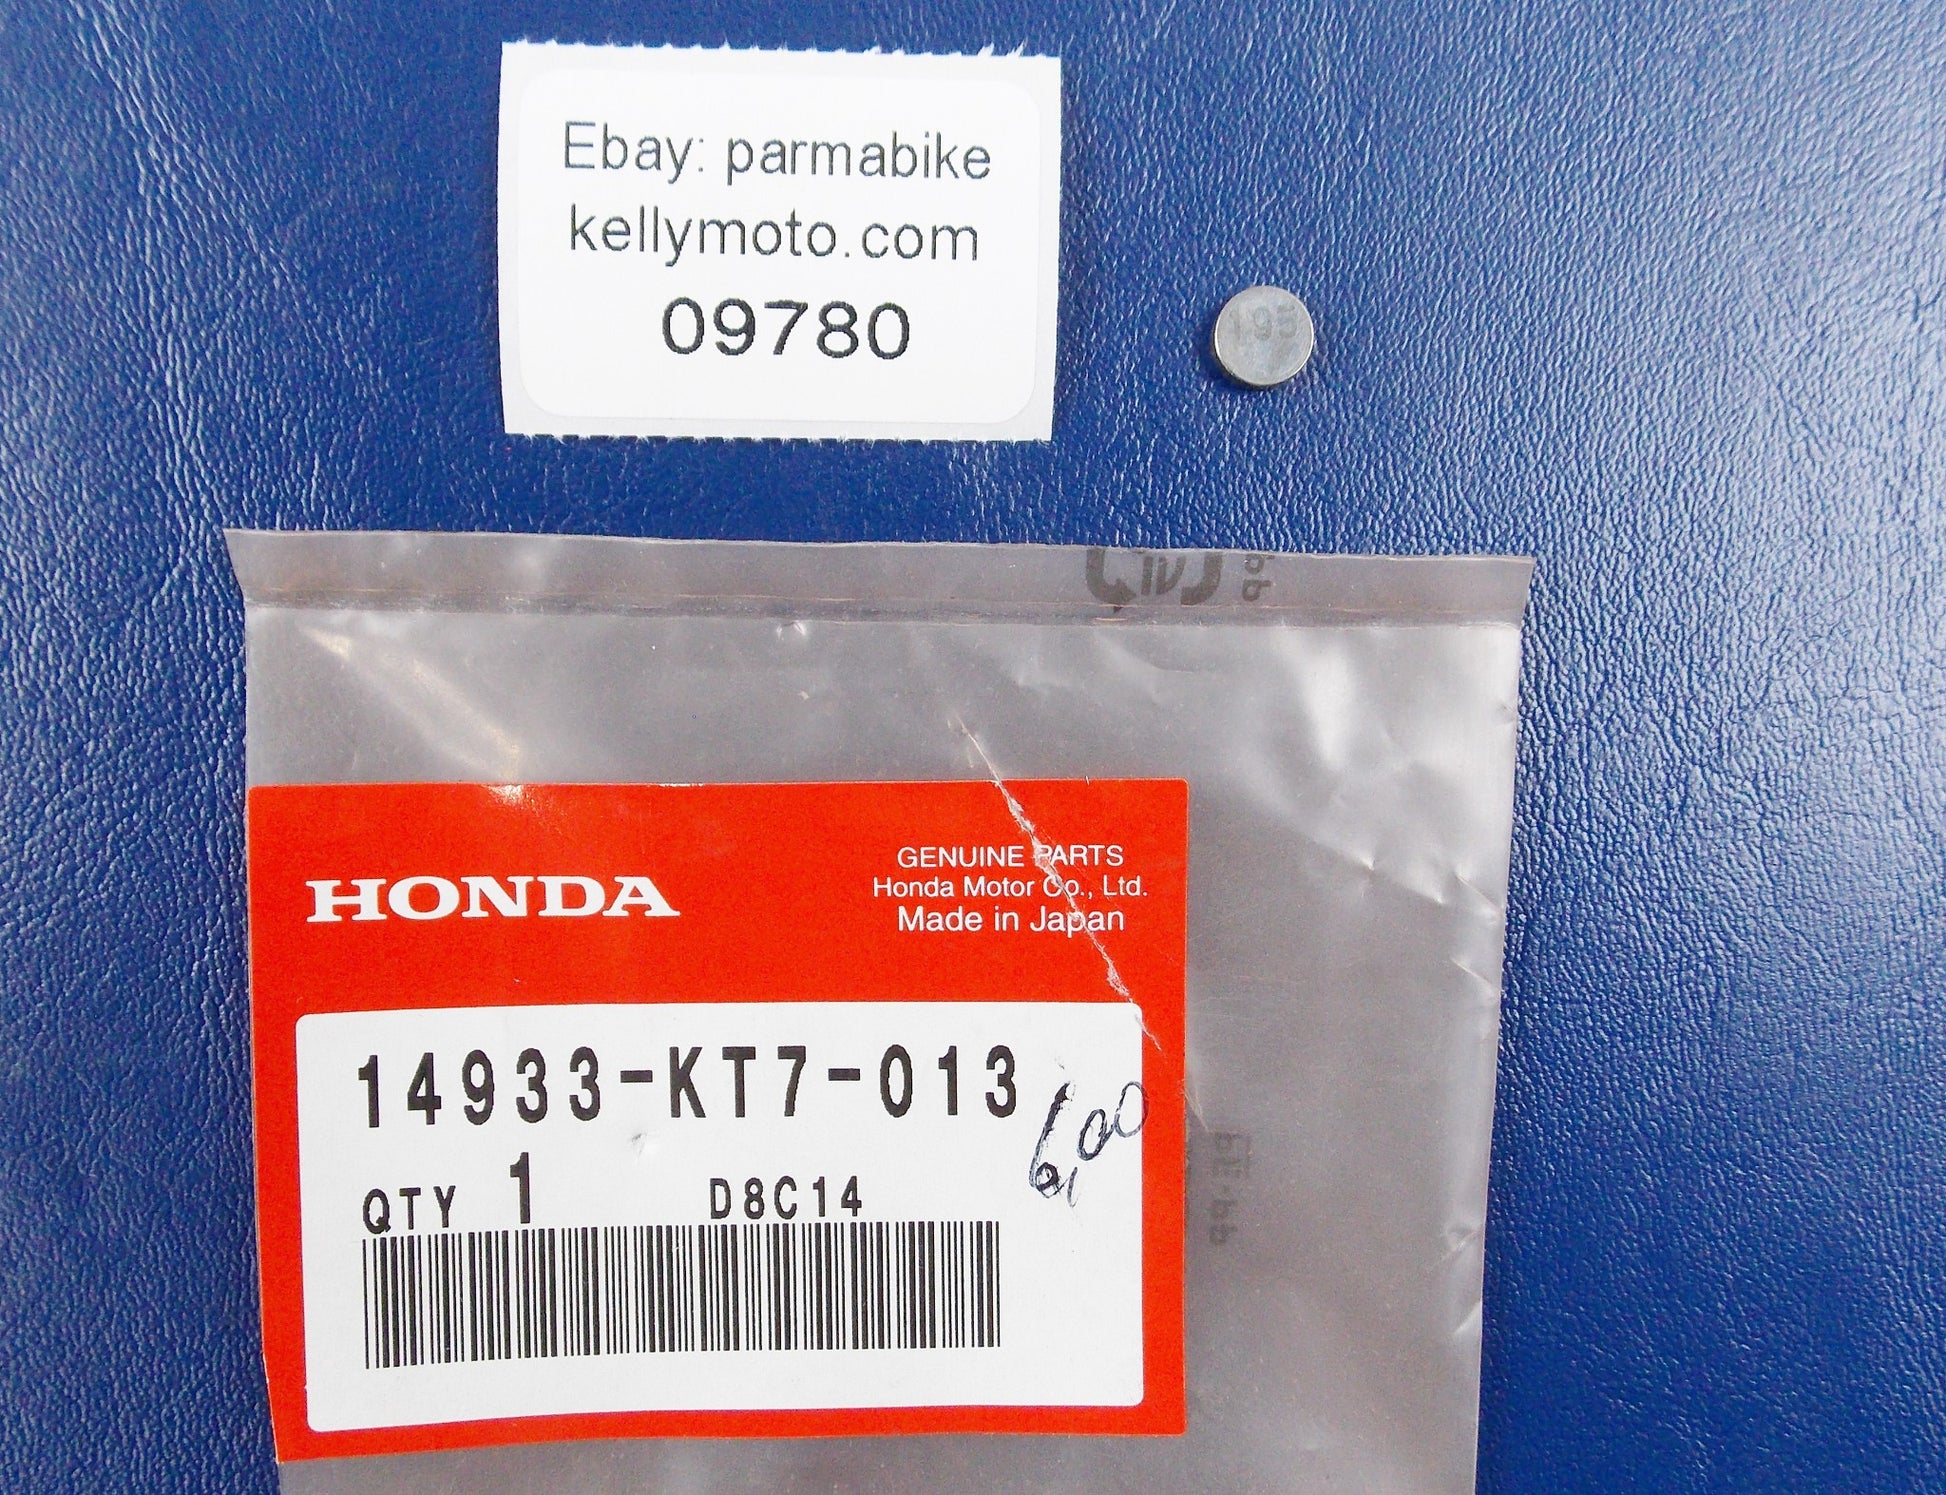 Ebay: parmabike
kellymoto.com
09780
195
HONDA
GENUINE PARTS
Honda Motor Co., Ltd.
Made in Japan
14933-KT7-013
6,00
QTY 1 D8C14